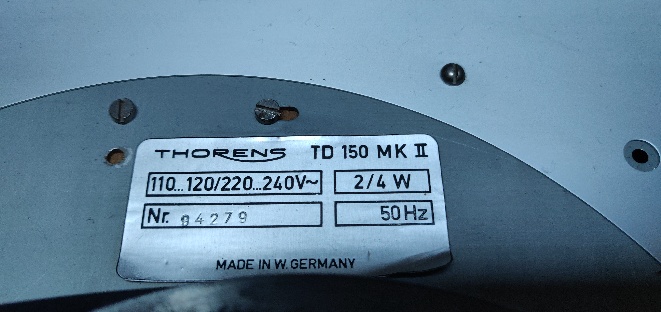 THORENS TD 150 MK II
110...120/220...240V~ 2/4 W
Nr. 94279 50Hz
MADE IN W. GERMANY